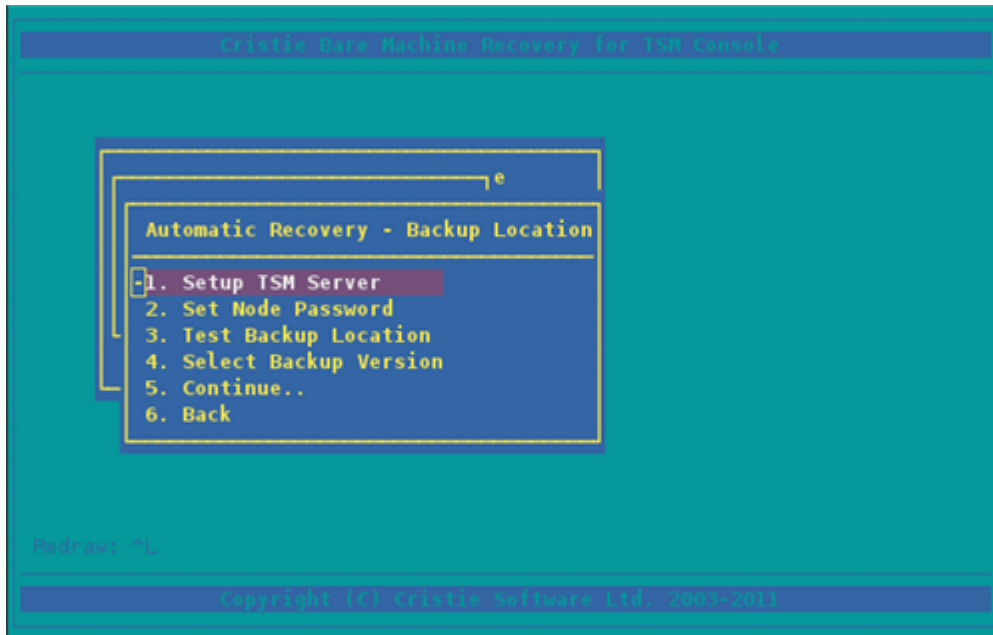 Cristie Bare Machine Recovery for TSM Console
e
Automatic Recovery - Backup Location
-1. Setup TSM Server
2. Set Node Password
3. Test Backup Location
4. Select Backup Version
5. Continue..
6. Back
Redraw: ^L
Copyright (C) Cristie Software Ltd. 2003-2011